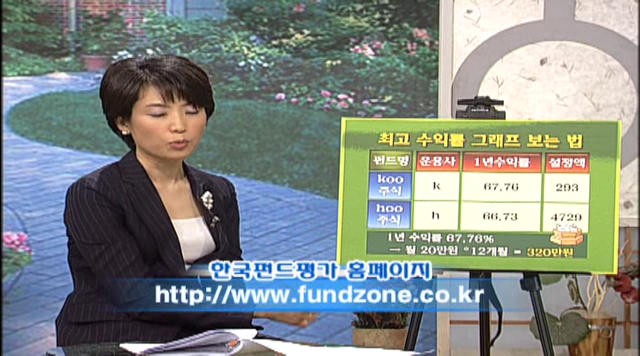 최고 수익률 그래프 보는 법
펀드명 운용사 1년수익률 설정액
koo 주식 k 67,76 293
hoo 주식 h 66,73 4729
1년 수익률 67,76%
— 월 20만원 *12개월 = 320만원
한국펀드평가 홈페이지
http://www.fundzone.co.kr